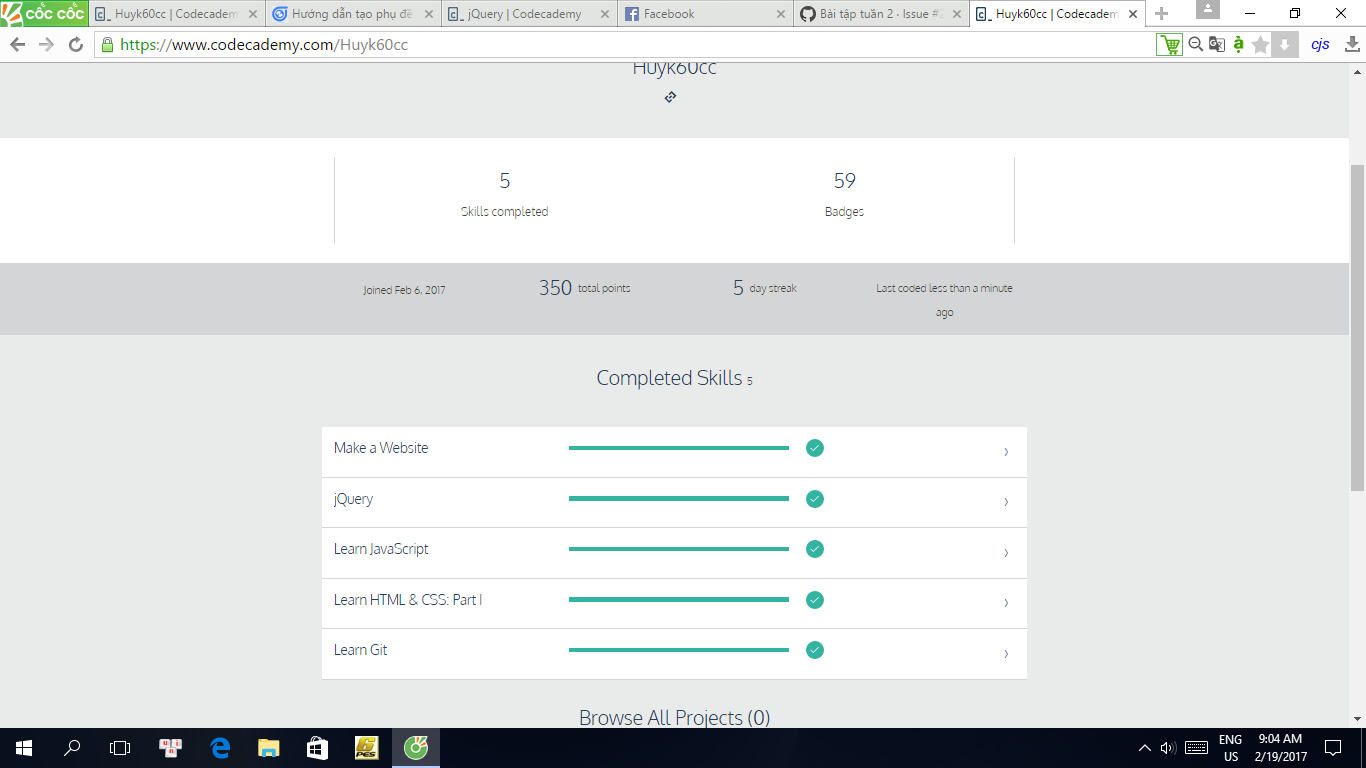 cốc cốc
Huyk60cc | Codecadem
Hướng dẫn tạo phụ đề
jQuery | Codecademy
Facebook
Bài tập tuần 2 · Issue #2
Huyk60cc | Codecadem
https://www.codecademy.com/Huyk60cc
cjs
Huyk60cc
5
59
Skills completed
Badges
Joined Feb 6, 2017
350 total points
5 day streak
Last coded less than a minute
ago
Completed Skills 5
Make a Website
jQuery
Learn JavaScript
Learn HTML & CSS: Part I
Learn Git
Browse All Projects (0)
ENG
US
9:04 AM
2/19/2017